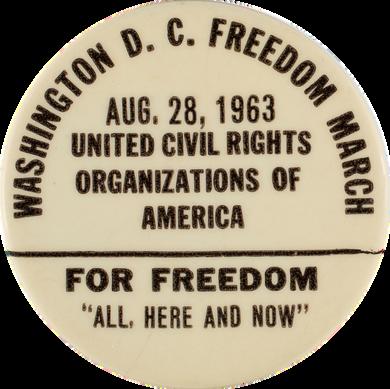 WASHINGTON D. C. FREEDOM MARCH
AUG. 28, 1963
UNITED CIVIL RIGHTS
ORGANIZATIONS OF
AMERICA
FOR FREEDOM
"ALL, HERE AND NOW"